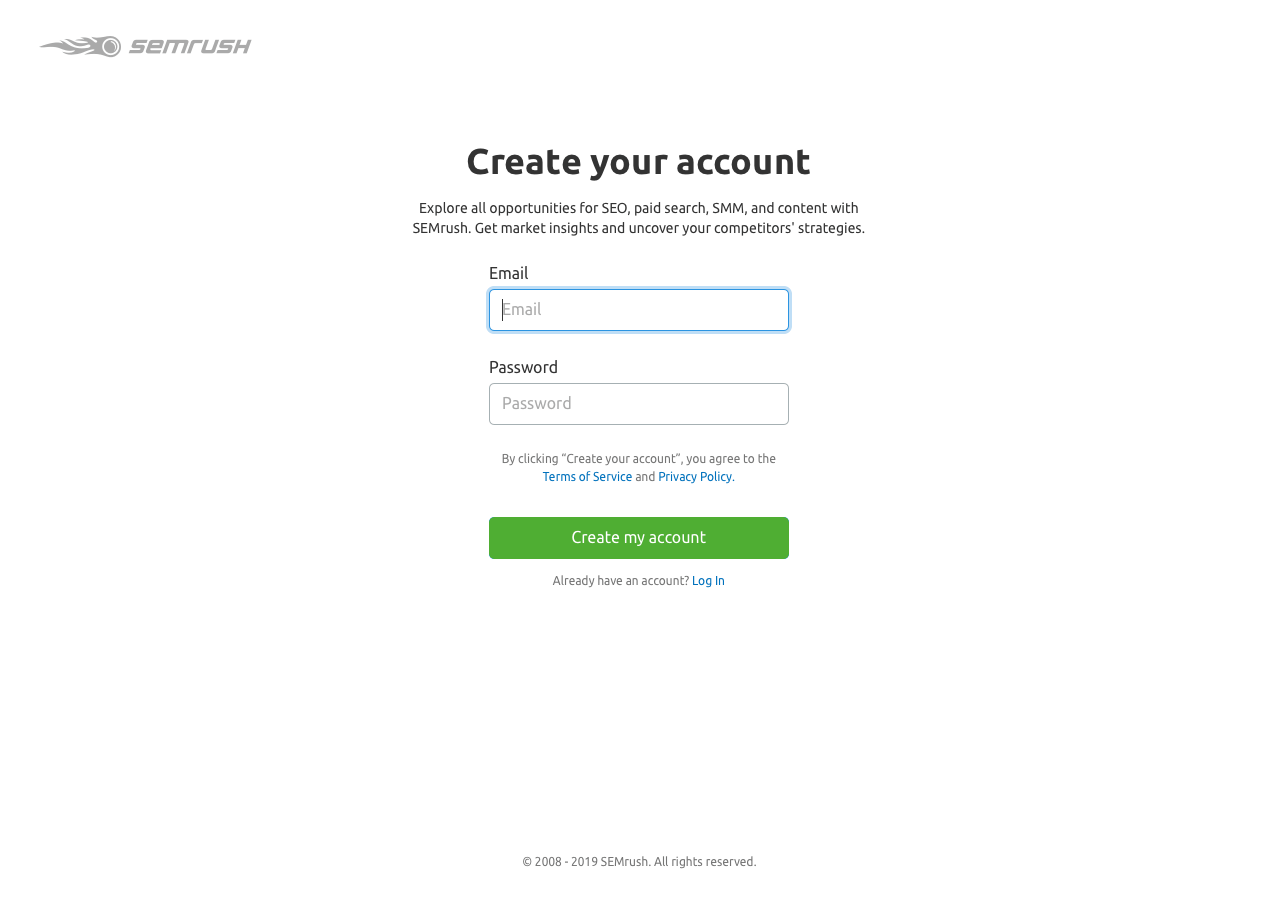 semrush
Create your account
Explore all opportunities for SEO, paid search, SMM, and content with
SEMrush. Get market insights and uncover your competitors' strategies.
Email
Email
Password
Password
By clicking “Create your account”, you agree to the
Terms of Service and Privacy Policy.
Create my account
Already have an account? Log In
© 2008 - 2019 SEMrush. All rights reserved.